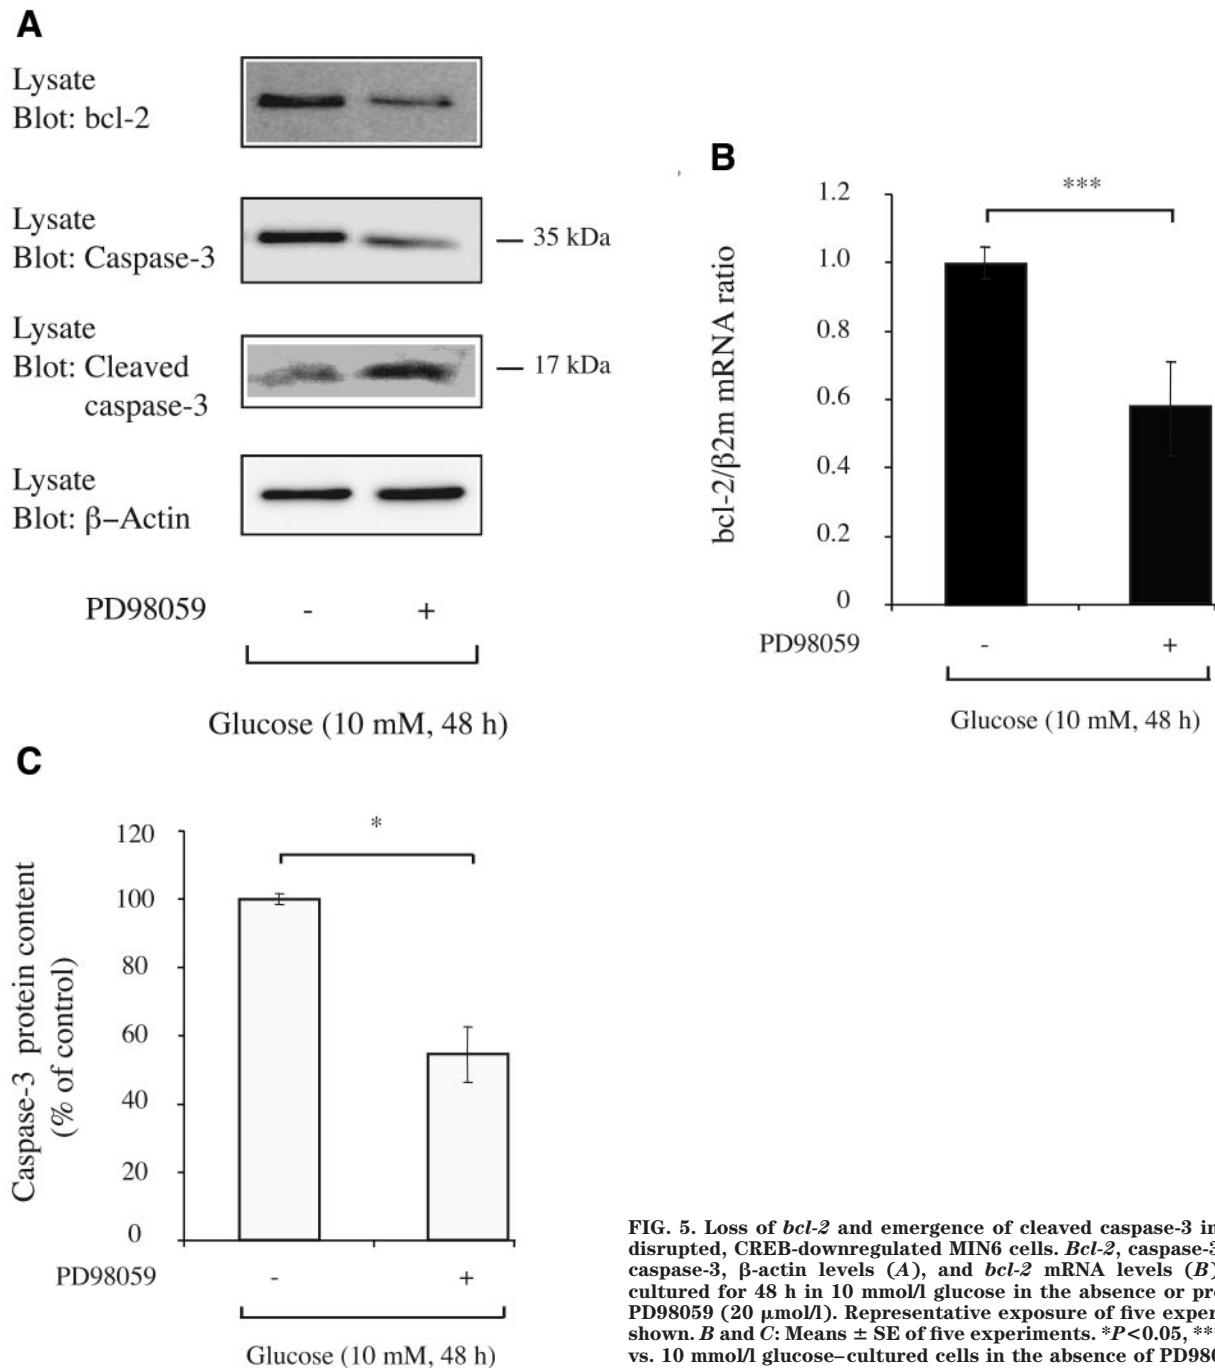 A
Lysate
Blot: bcl-2
Lysate
Blot: Caspase-3
35 kDa
Lysate
Blot: Cleaved
caspase-3
17 kDa
Lysate
Blot: β–Actin
PD98059 - +
Glucose (10 mM, 48 h)
B
bcl-2/β2m mRNA ratio
1.2
1.0
0.8
0.6
0.4
0.2
0
***
PD98059 - +
Glucose (10 mM, 48 h)
C
Caspase-3 protein content
(% of control)
120
100
80
60
40
20
0
*
PD98059 - +
Glucose (10 mM, 48 h)
FIG. 5. Loss of bcl-2 and emergence of cleaved caspase-3 in
disrupted, CREB-downregulated MIN6 cells. Bcl-2, caspase-3
caspase-3, β-actin levels (A), and bcl-2 mRNA levels (B)
cultured for 48 h in 10 mmol/l glucose in the absence or pre
PD98059 (20 μmol/l). Representative exposure of five exper
shown. B and C: Means ± SE of five experiments. *P<0.05, **
vs. 10 mmol/l glucose–cultured cells in the absence of PD980